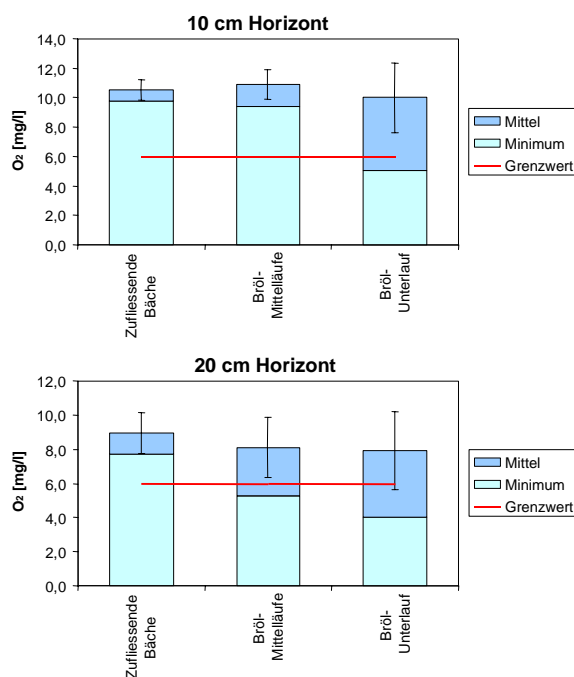 10 cm Horizont
14,0
12,0
10,0
8,0
6,0
4,0
2,0
0,0
O₂ [mg/l]
Zufliessende
Bäche
Bröl-
Mittelläufe
Bröl-
Unterlauf
Mittel
Minimum
Grenzwert
20 cm Horizont
12,0
10,0
8,0
6,0
4,0
2,0
0,0
O₂ [mg/l]
Zufliessende
Bäche
Bröl-
Mittelläufe
Bröl-
Unterlauf
Mittel
Minimum
Grenzwert